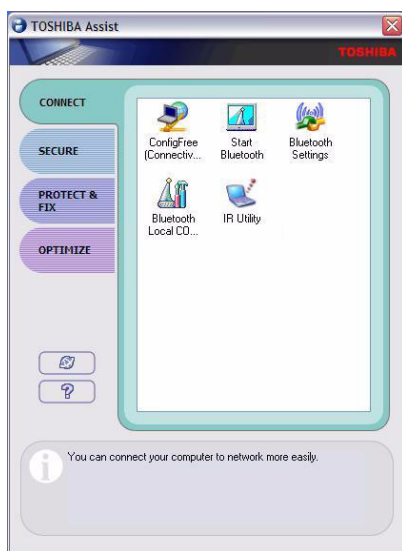 TOSHIBA Assist
TOSHIBA
CONNECT
SECURE
PROTECT &
FIX
OPTIMIZE
ConfigFree
(Connectiv...
Start
Bluetooth
Bluetooth
Settings
Bluetooth
Local CO...
IR Utility
?
i
You can connect your computer to network more easily.